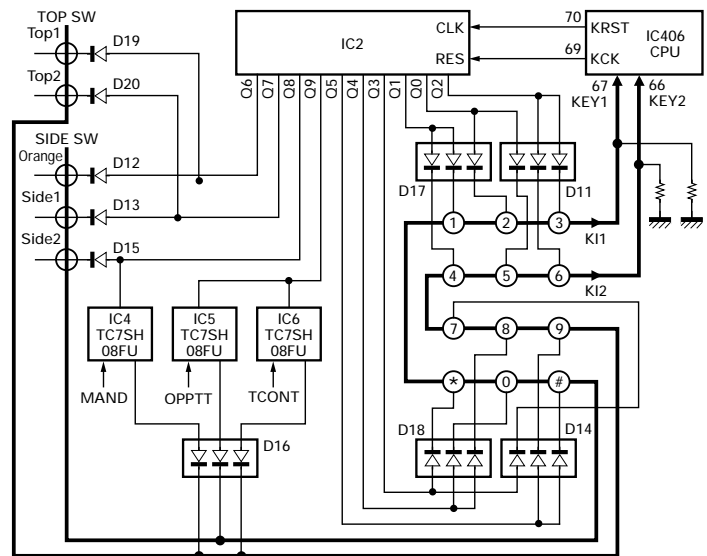 TOP SW
Top1
D19
Top2
D20
SIDE SW
Orange
D12
Side1
D13
Side2
D15
IC2
CLK
RES
70
69
KRST
KCK
IC406
CPU
67
KEY1
66
KEY2
Q6
Q7
Q8
Q9
Q5
Q4
Q3
Q1
Q0
Q2
D17
D11
1
2
3
KI1
4
5
6
KI2
7
8
9
*
0
#
IC4
TC7SH
08FU
IC5
TC7SH
08FU
IC6
TC7SH
08FU
MAND
OPPTT
TCONT
D16
D18
D14